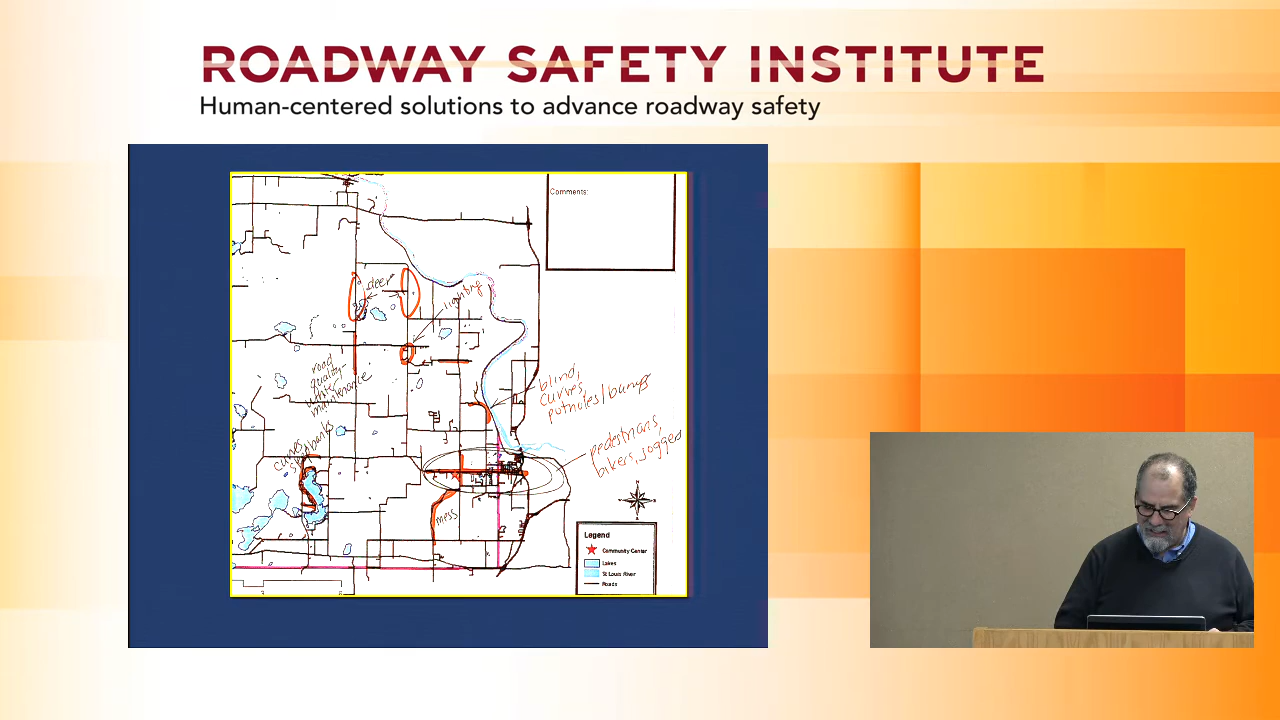 ROADWAY SAFETY INSTITUTE
Human-centered solutions to advance roadway safety
Comments:
deer
lighting
road
quality-
winter
maintenance
blind,
curves,
potholes/bumps
curves
pedestrians,
bikers, joggers
mess
Legend
Community Center
Lakes
St Louis River
Roads